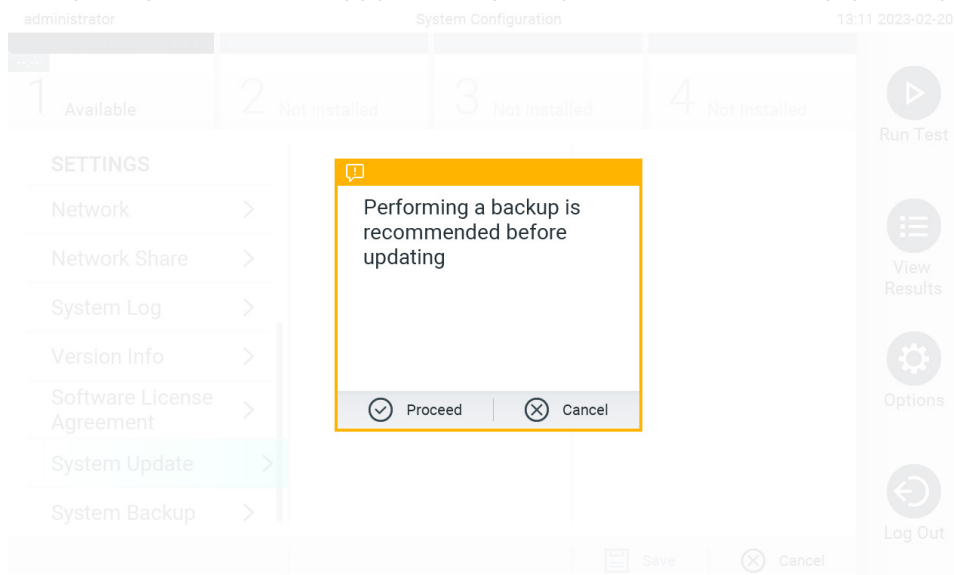 administrator System Configuration 13:11 2023-02-20
1 Available 2 Not installed 3 Not installed 4 Not installed
Run Test
SETTINGS
Network
Network Share
System Log
Version Info
Software License
Agreement
System Update
System Backup
Performing a backup is
recommended before
updating
Proceed Cancel
View
Results
Options
Log Out
Save Cancel